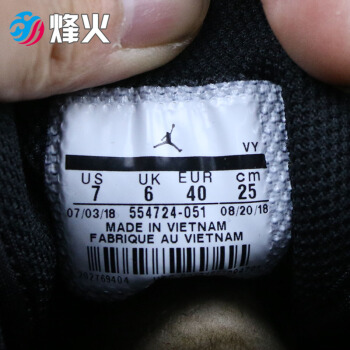 烽火
VY
US UK EUR cm
7 6 40 25
07/03/18 554724-051 08/20/18
MADE IN VIETNAM
FABRIQUE AU VIETNAM